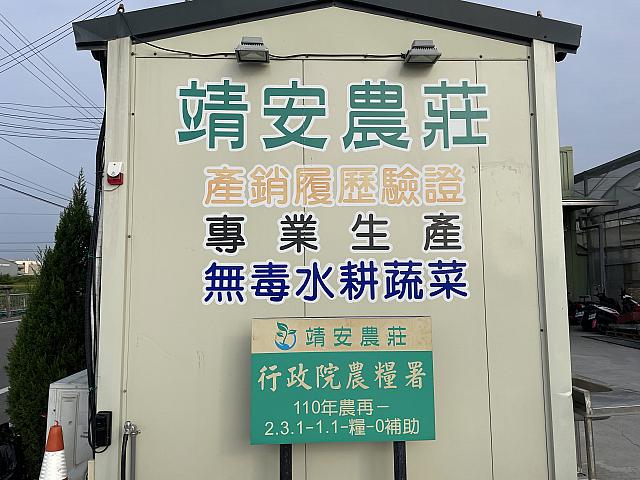 靖安農莊
產銷履歷驗證
專業生產
無毒水耕蔬菜
靖安農莊
行政院農糧署
110年農再－
2.3.1-1.1-糧-0補助